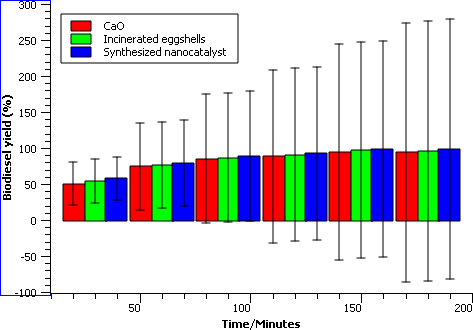 300
250
200
150
100
50
0
-50
-100
Biodiesel yield (%)
CaO
Incinerated eggshells
Synthesized nanocatalyst
50 100 150 200
Time/Minutes